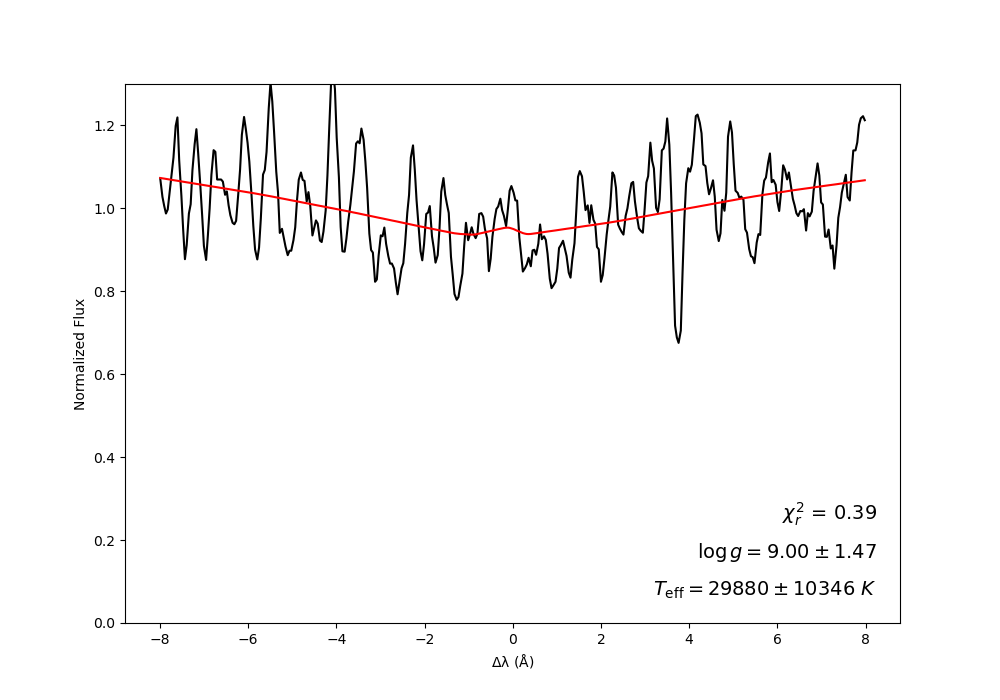 1.2
1.0
0.8
0.6
0.4
0.2
0.0
Normalized Flux
χ²ᵣ = 0.39
log g = 9.00 ± 1.47
T_eff = 29880 ± 10346 K
−8 −6 −4 −2 0 2 4 6 8
Δλ (Å)